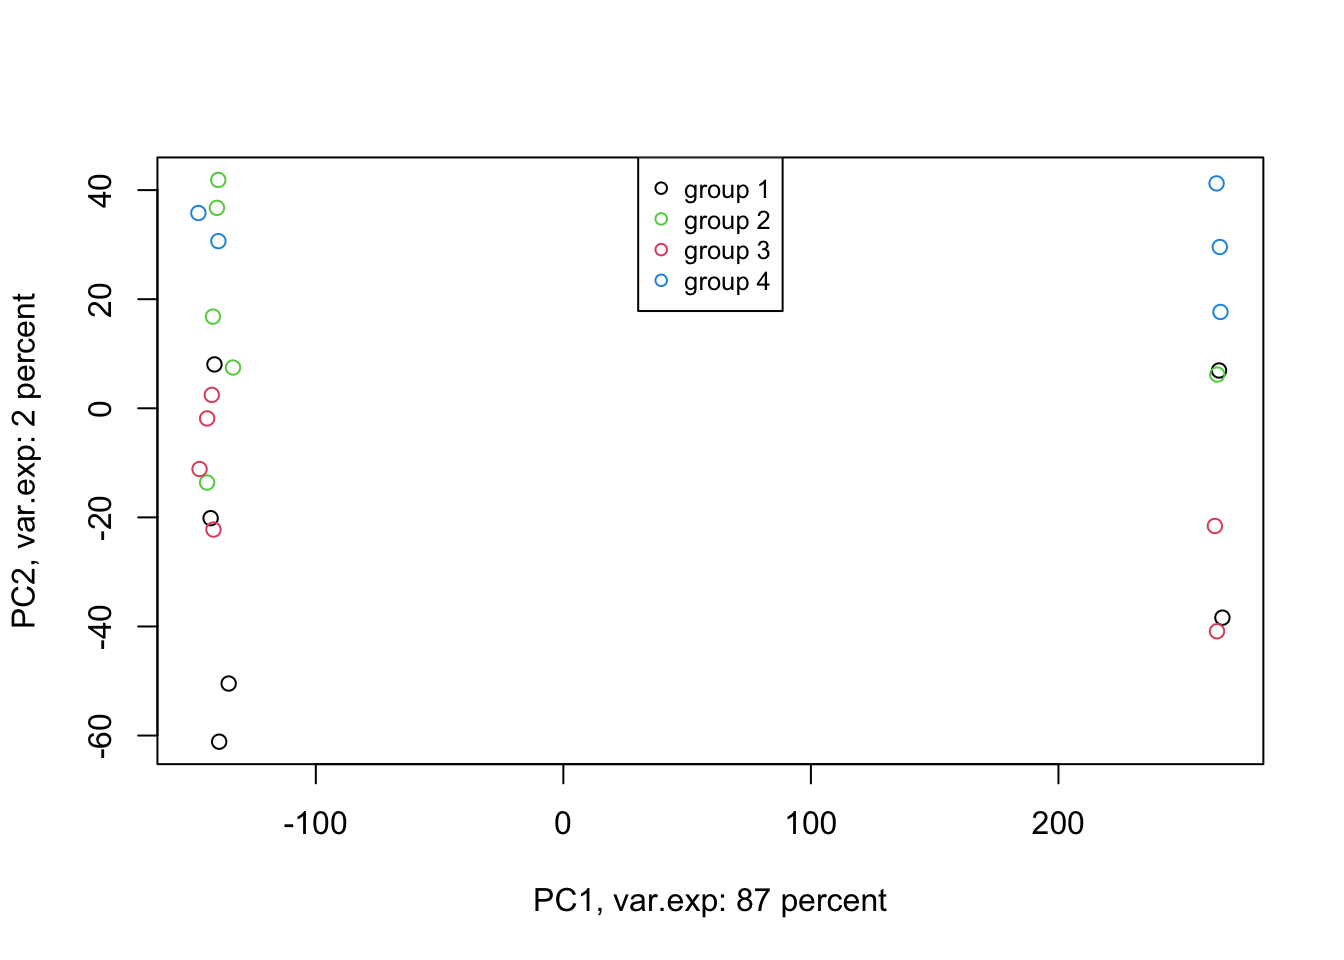 group 1
group 2
group 3
group 4
40
20
0
-20
-40
-60
PC2, var.exp: 2 percent
-100 0 100 200
PC1, var.exp: 87 percent